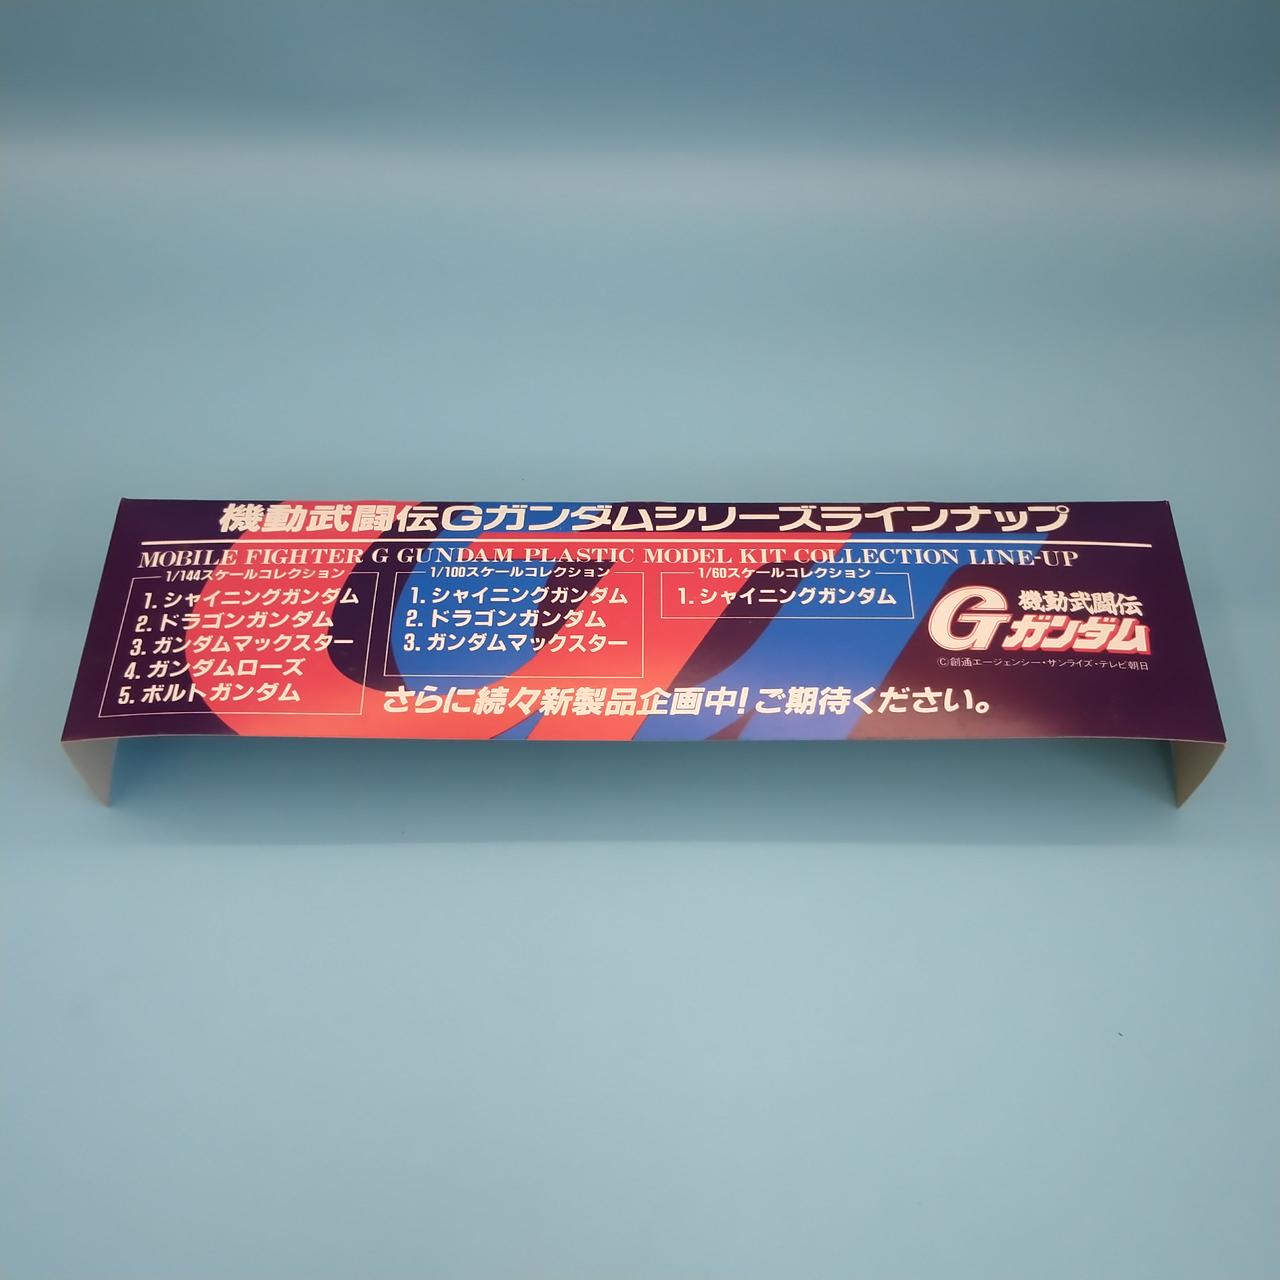 機動武闘伝Gガンダムシリーズラインナップ
MOBILE FIGHTER G GUNDAM PLASTIC MODEL KIT COLLECTION LINE-UP
1/144スケールコレクション
1. シャイニングガンダム
2. ドラゴンガンダム
3. ガンダムマックスター
4. ガンダムローズ
5. ボルトガンダム
1/100スケールコレクション
1. シャイニングガンダム
2. ドラゴンガンダム
3. ガンダムマックスター
1/60スケールコレクション
1. シャイニングガンダム
機動武闘伝
Gガンダム
(C)創通エージェンシー・サンライズ・テレビ朝日
さらに続々新製品企画中!ご期待ください。